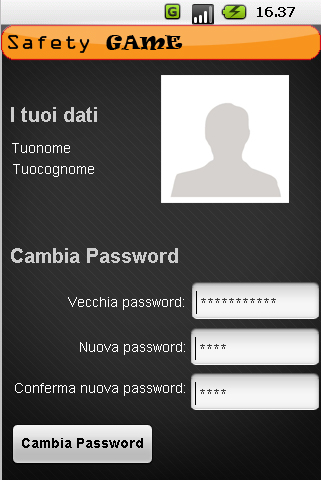 G 16.37
Safety GAME
I tuoi dati
Tuonome
Tuocognome
Cambia Password
Vecchia password: ***********
Nuova password: ****
Conferma nuova password: ****
Cambia Password